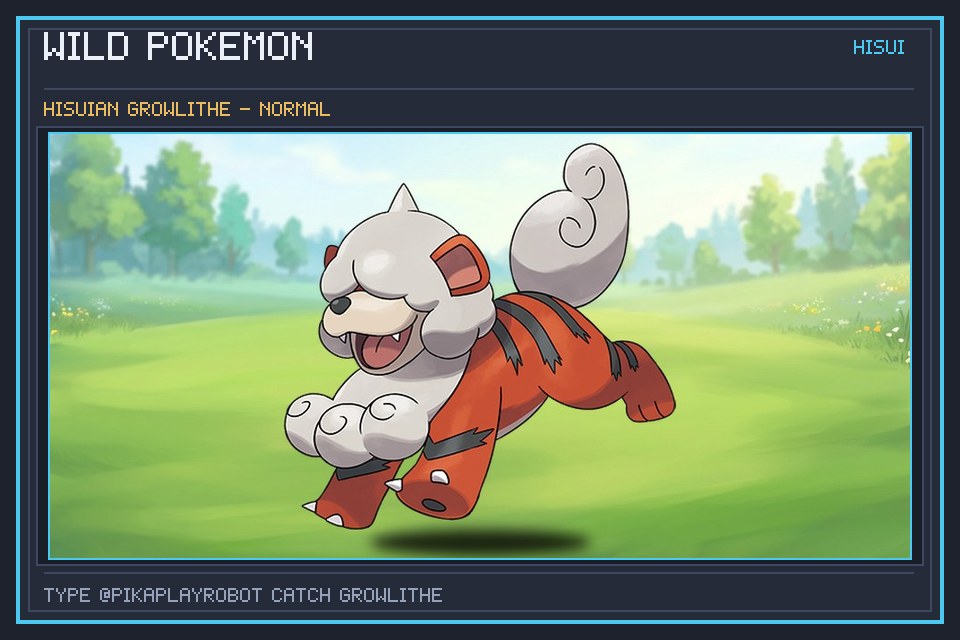 WILD POKEMON
HISUI
HISUIAN GROWLITHE - NORMAL
TYPE @PIKAPLAYROBOT CATCH GROWLITHE